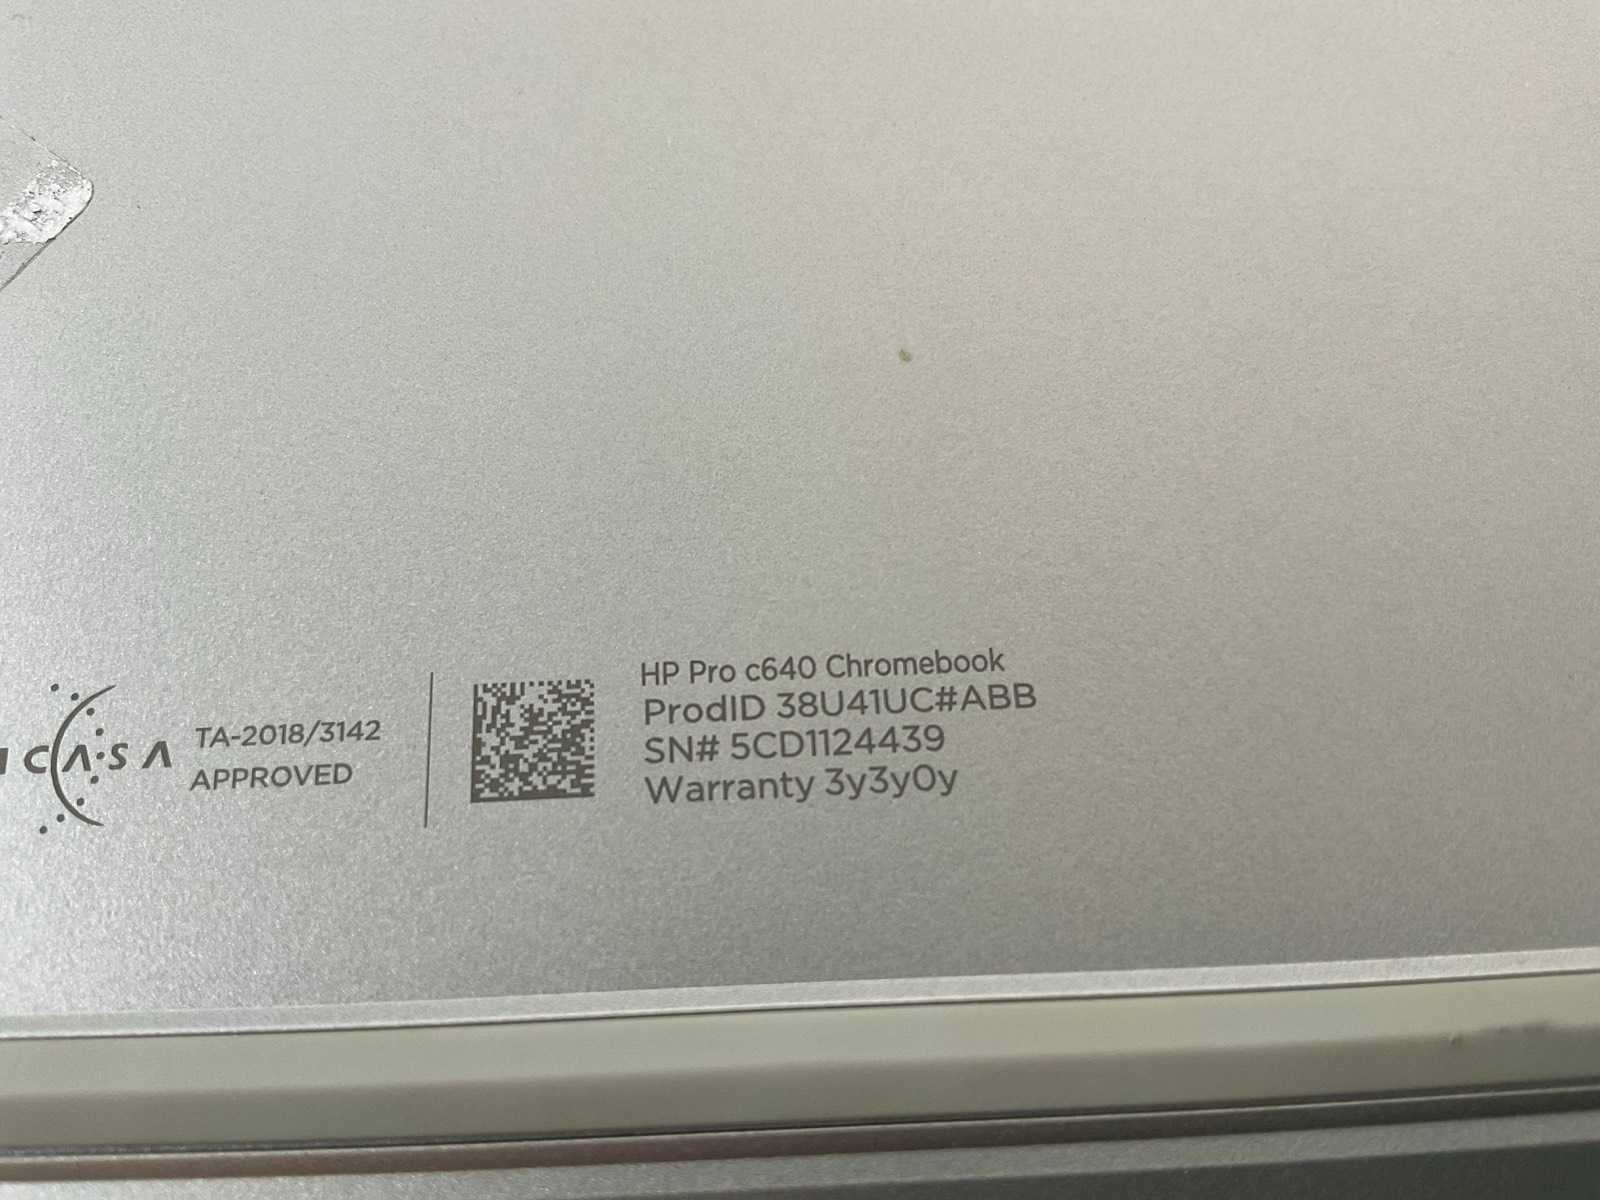 ICASA
TA-2018/3142
APPROVED
HP Pro c640 Chromebook
ProdID 38U41UC#ABB
SN# 5CD1124439
Warranty 3y3y0y